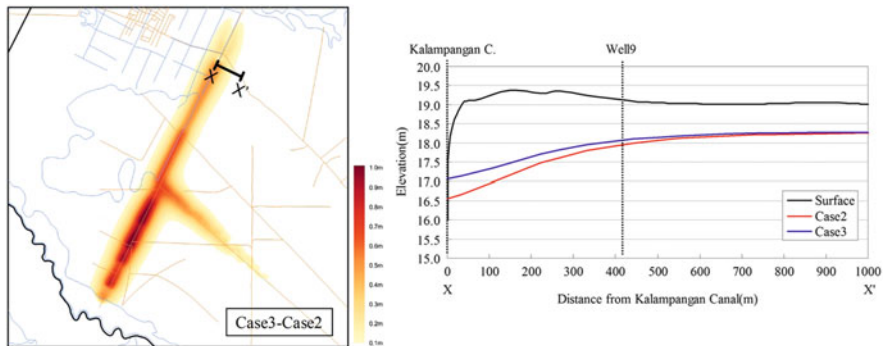 X
X'
1.0m
0.9m
0.8m
0.7m
0.6m
0.5m
0.4m
0.3m
0.2m
0.1m
Case3-Case2
Kalampangan C.
Well9
20.0
19.5
19.0
18.5
18.0
17.5
17.0
16.5
16.0
15.5
15.0
Elevation(m)
Surface
Case2
Case3
0 100 200 300 400 500 600 700 800 900 1000
X X'
Distance from Kalampangan Canal(m)